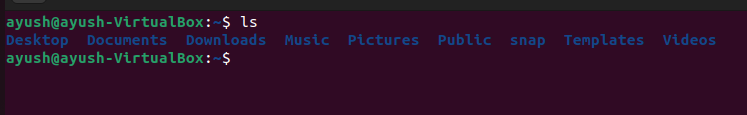 ayush@ayush-VirtualBox:~$ ls
Desktop  Documents  Downloads  Music  Pictures  Public  snap  Templates  Videos
ayush@ayush-VirtualBox:~$